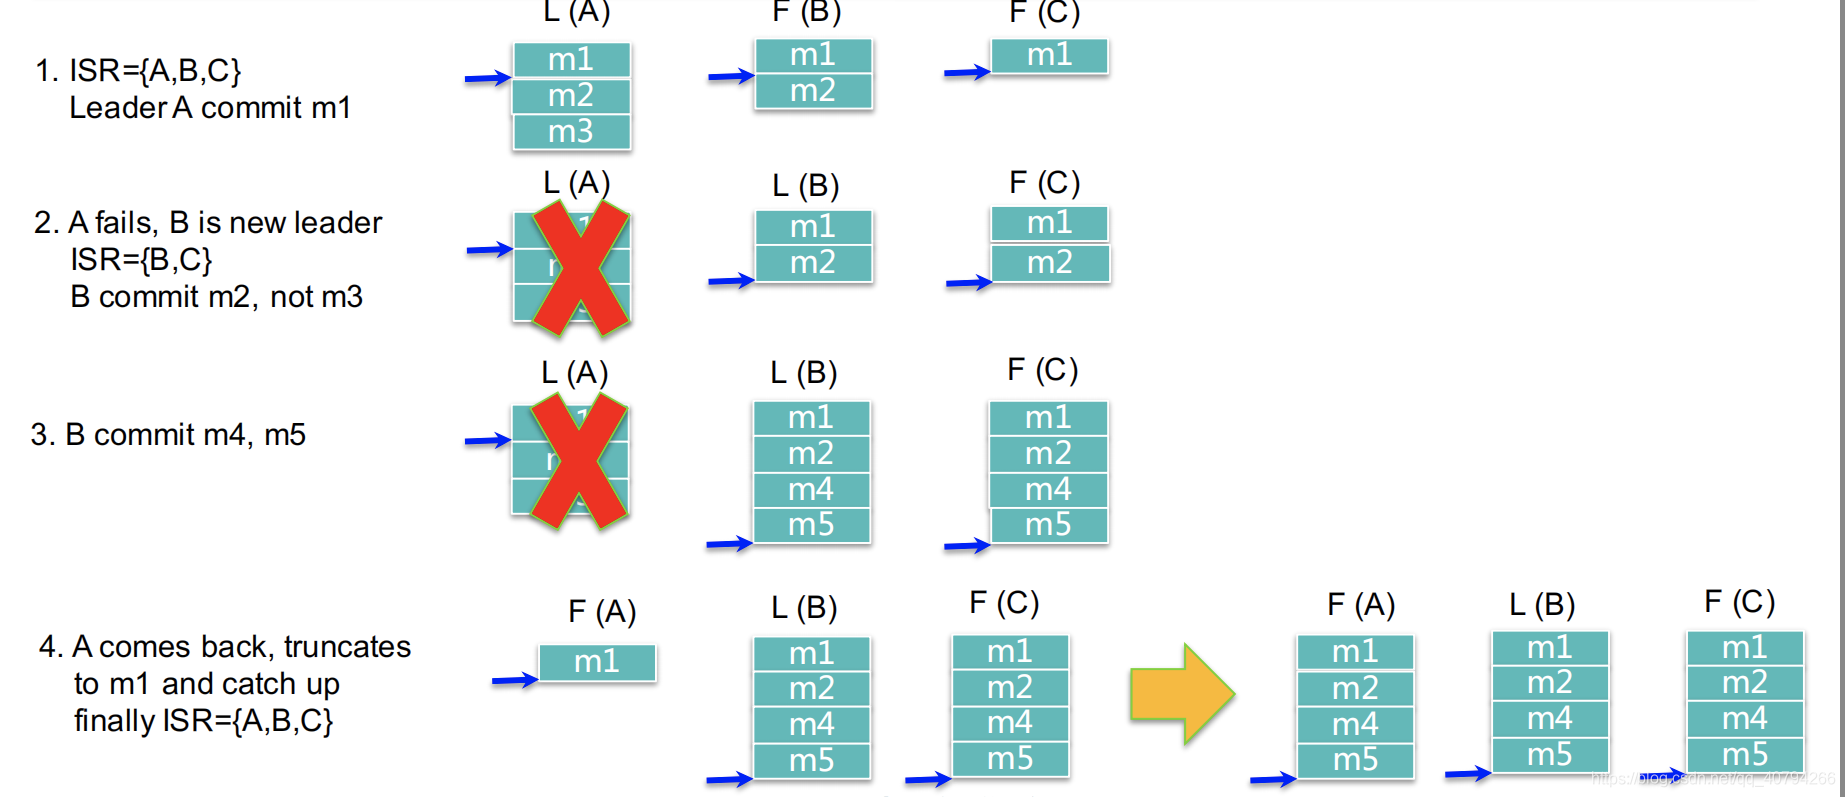 L (A) F (B) F (C)
1. ISR={A,B,C}
Leader A commit m1
m1 m1 m1
m2 m2
m3
L (A) L (B) F (C)
2. A fails, B is new leader
ISR={B,C}
B commit m2, not m3
m1 m1
m2 m2
L (A) L (B) F (C)
3. B commit m4, m5
m1 m1
m2 m2
m4 m4
m5 m5
F (A) L (B) F (C) F (A) L (B) F (C)
4. A comes back, truncates
to m1 and catch up
finally ISR={A,B,C}
m1 m1 m1 m1 m1 m1
m2 m2 m2 m2 m2
m4 m4 m4 m4 m4
m5 m5 m5 m5 m5
https://blog.csdn.net/qq_40794266